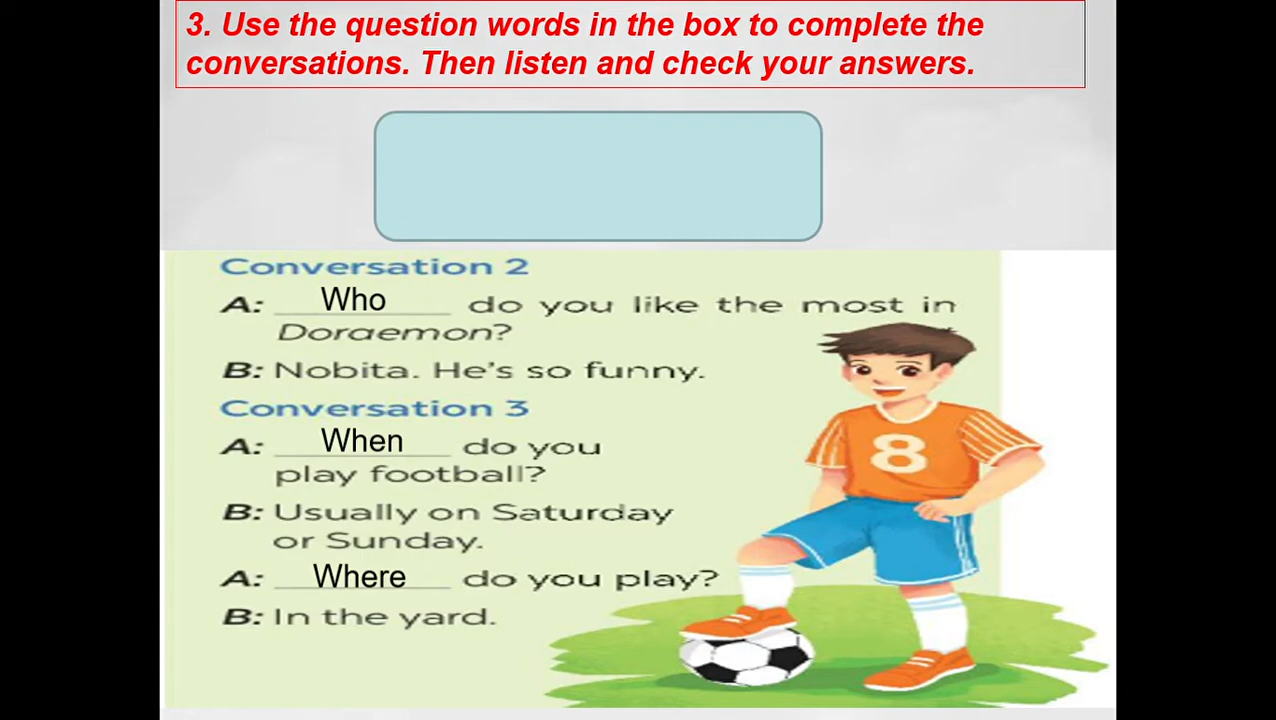 3. Use the question words in the box to complete the
conversations. Then listen and check your answers.
Conversation 2
A: Who do you like the most in
Doraemon?
B: Nobita. He's so funny.
Conversation 3
A: When do you
play football?
B: Usually on Saturday
or Sunday.
A: Where do you play?
B: In the yard.
8